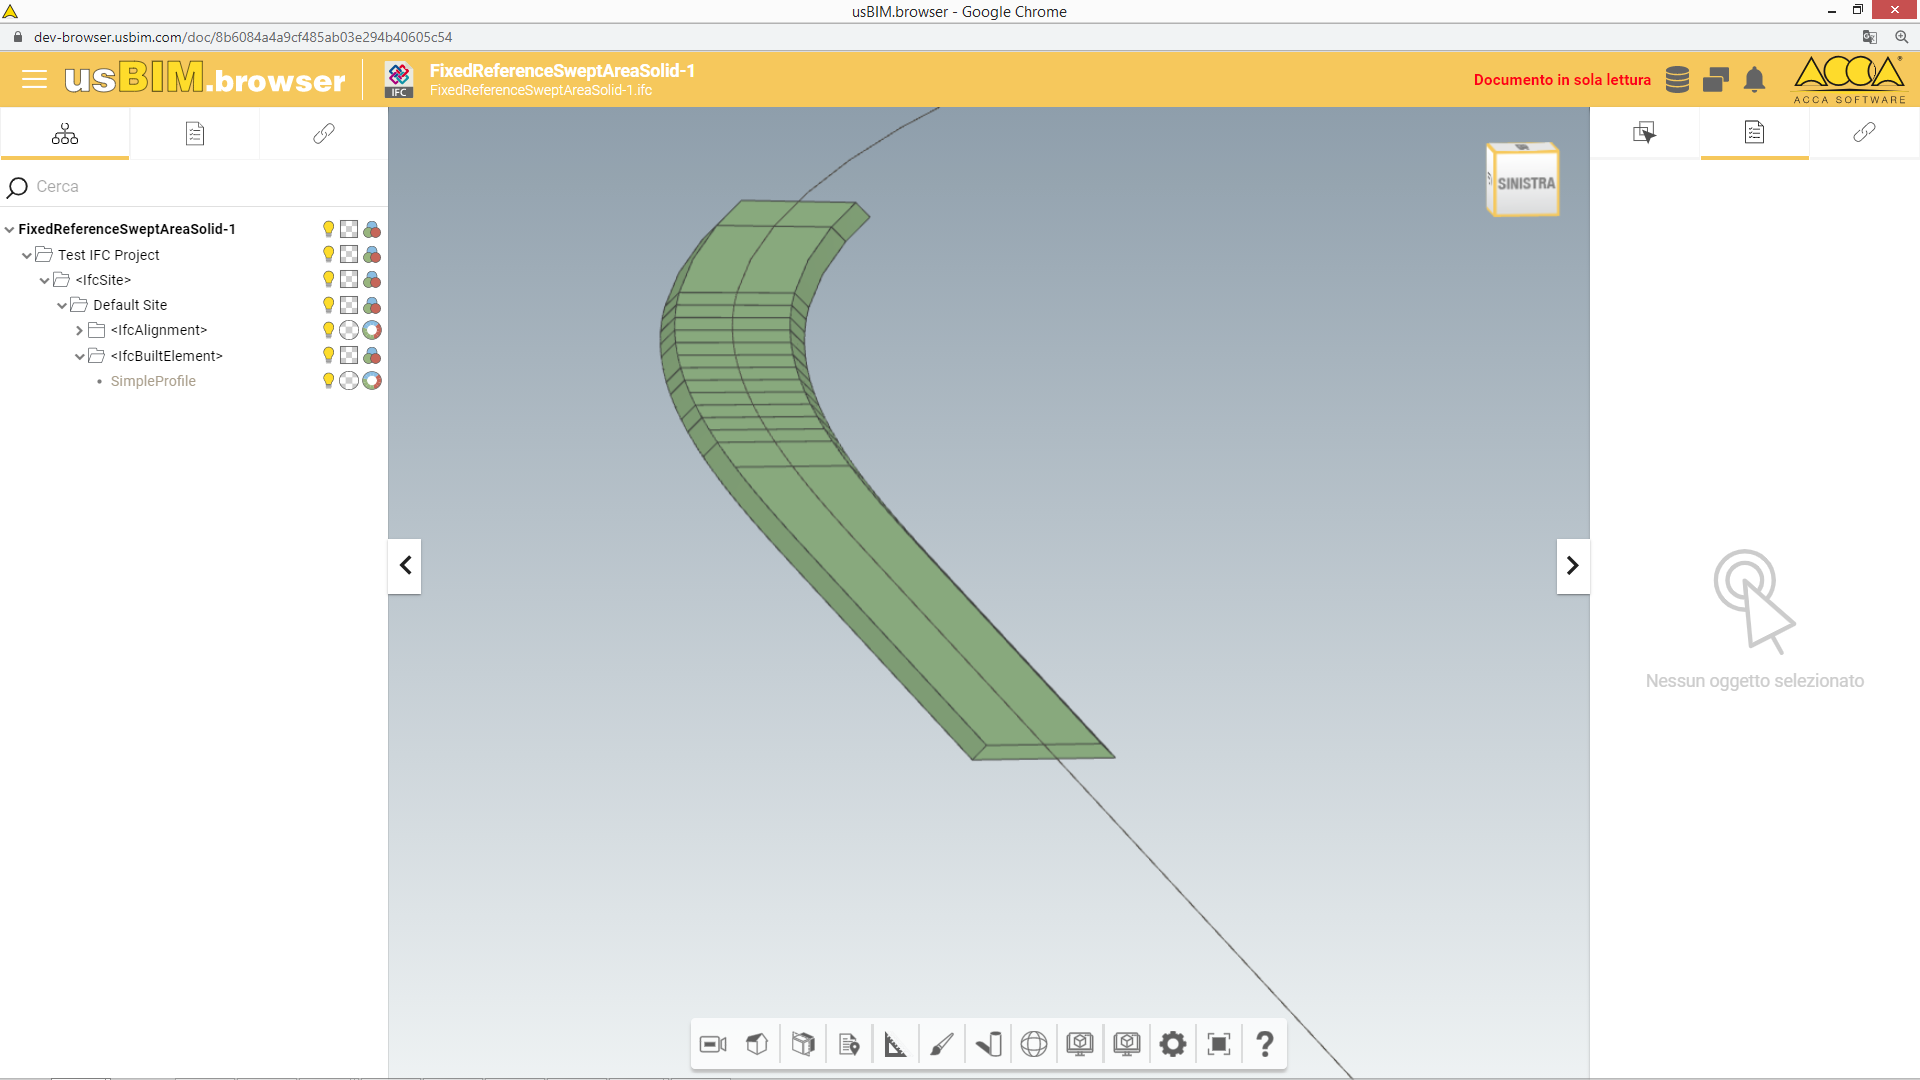 usBIM.browser - Google Chrome
dev-browser.usbim.com/doc/8b6084a4a9cf485ab03e294b40605c54
usBIM.browser
IFC
FixedReferenceSweptAreaSolid-1
FixedReferenceSweptAreaSolid-1.ifc
Documento in sola lettura
ACCA
ACCA SOFTWARE
Cerca
FixedReferenceSweptAreaSolid-1
Test IFC Project
<IfcSite>
Default Site
<IfcAlignment>
<IfcBuiltElement>
SimpleProfile
SINISTRA
Nessun oggetto selezionato
?